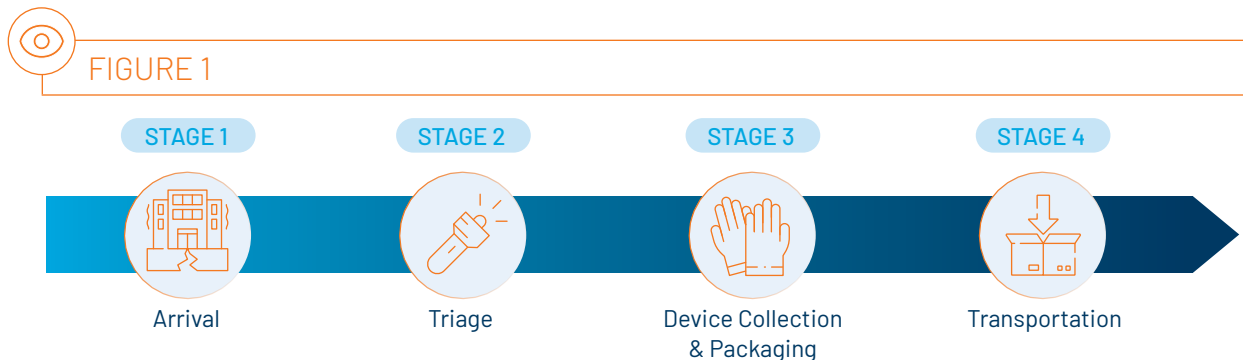 FIGURE 1
STAGE 1
STAGE 2
STAGE 3
STAGE 4
Arrival
Triage
Device Collection
& Packaging
Transportation